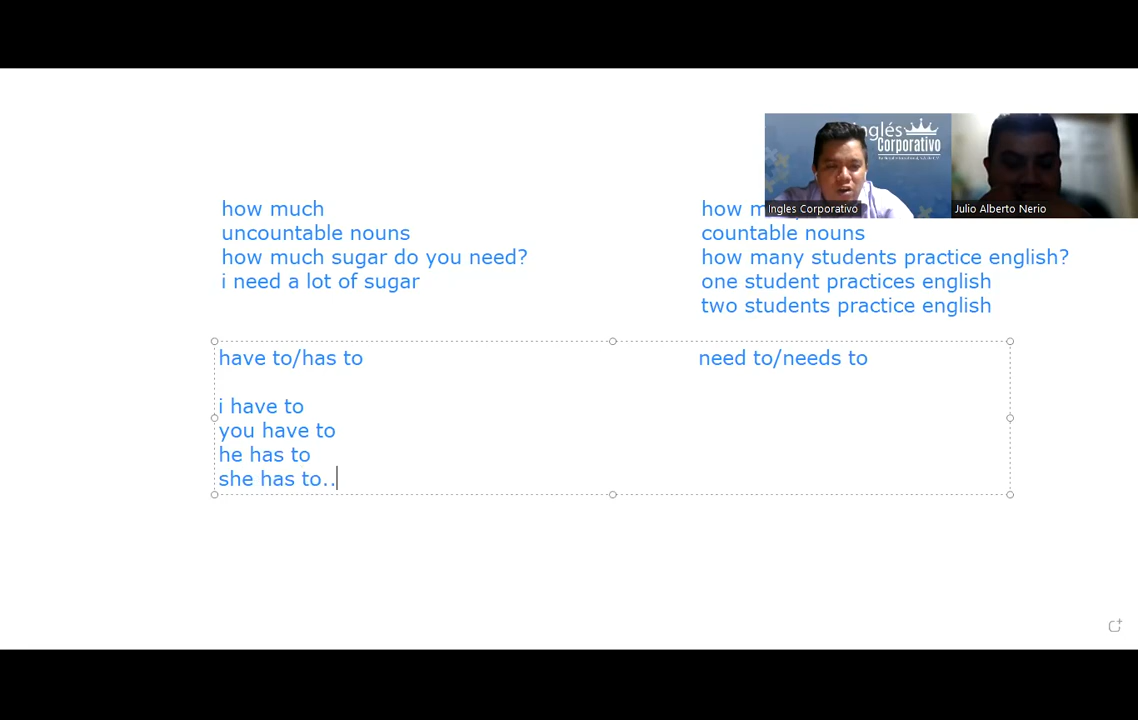 Inglés
Corporativo
Ingles Corporativo
Julio Alberto Nerio
how much
uncountable nouns
how much sugar do you need?
i need a lot of sugar
how
countable nouns
how many students practice english?
one student practices english
two students practice english
have to/has to
need to/needs to
i have to
you have to
he has to
she has to..